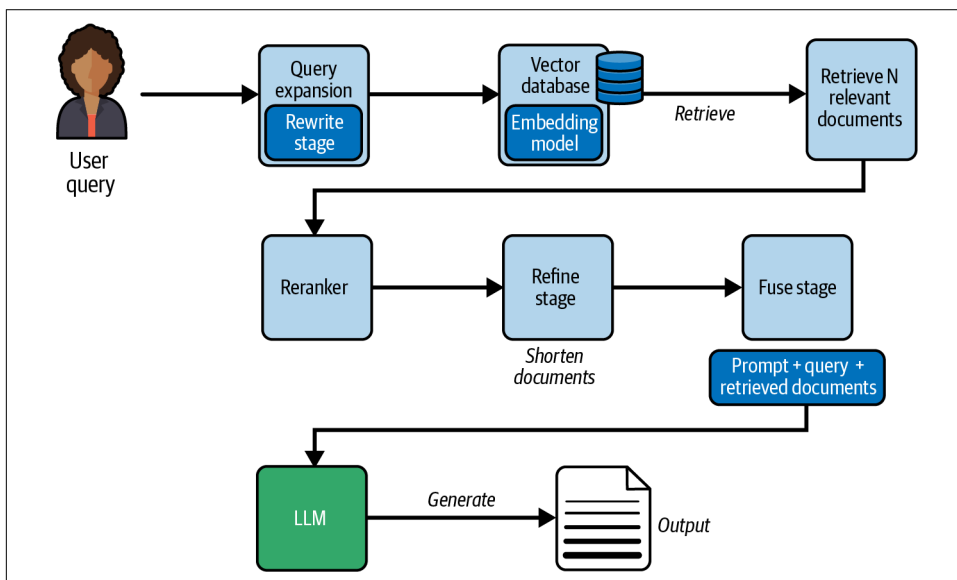 User
query
Query
expansion
Rewrite
stage
Vector
database
Embedding
model
Retrieve
Retrieve N
relevant
documents
Reranker
Refine
stage
Shorten
documents
Fuse stage
Prompt + query +
retrieved documents
LLM
Generate
Output